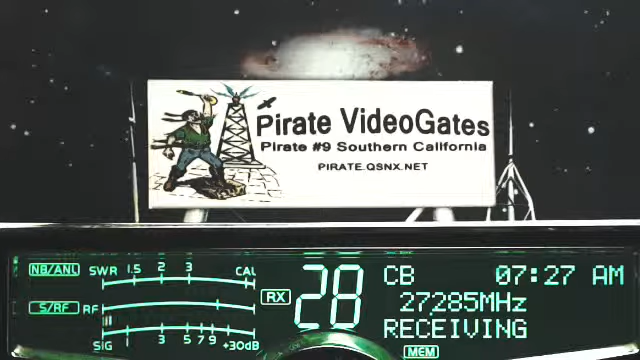 Pirate VideoGates
Pirate #9 Southern California
PIRATE.QSNX.NET
NB/ANL SWR 1.5 2 3 CAL
CB 07:27 AM
S/RF RF
RX 28
27285MHz
SIG 1 3 5 7 9 +30dB
RECEIVING
MEM